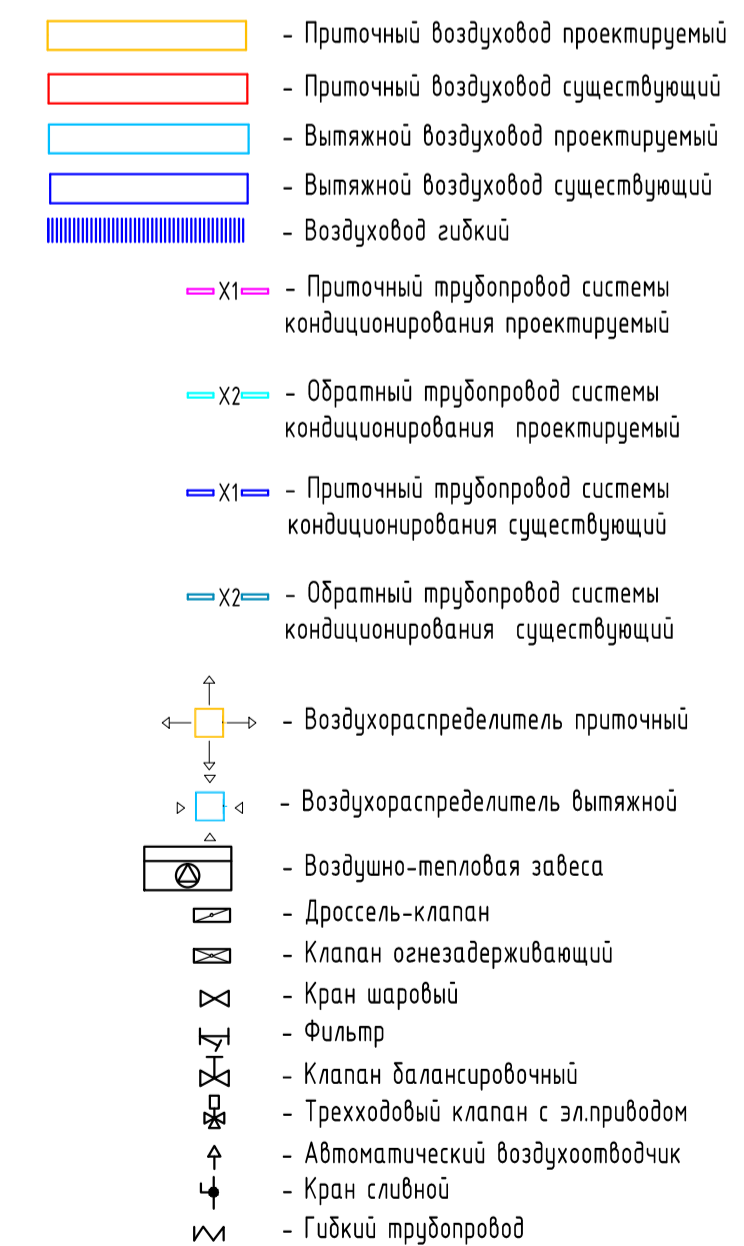 - Приточный воздуховод проектируемый
- Приточный воздуховод существующий
- Вытяжной воздуховод проектируемый
- Вытяжной воздуховод существующий
- Воздуховод гибкий
X1 - Приточный трубопровод системы
кондиционирования проектируемый
X2 - Обратный трубопровод системы
кондиционирования проектируемый
X1 - Приточный трубопровод системы
кондиционирования существующий
X2 - Обратный трубопровод системы
кондиционирования существующий
- Воздухораспределитель приточный
- Воздухораспределитель вытяжной
- Воздушно-тепловая завеса
- Дроссель-клапан
- Клапан огнезадерживающий
- Кран шаровый
- Фильтр
- Клапан балансировочный
- Трехходовый клапан с эл.приводом
- Автоматический воздухоотводчик
- Кран сливной
- Гибкий трубопровод